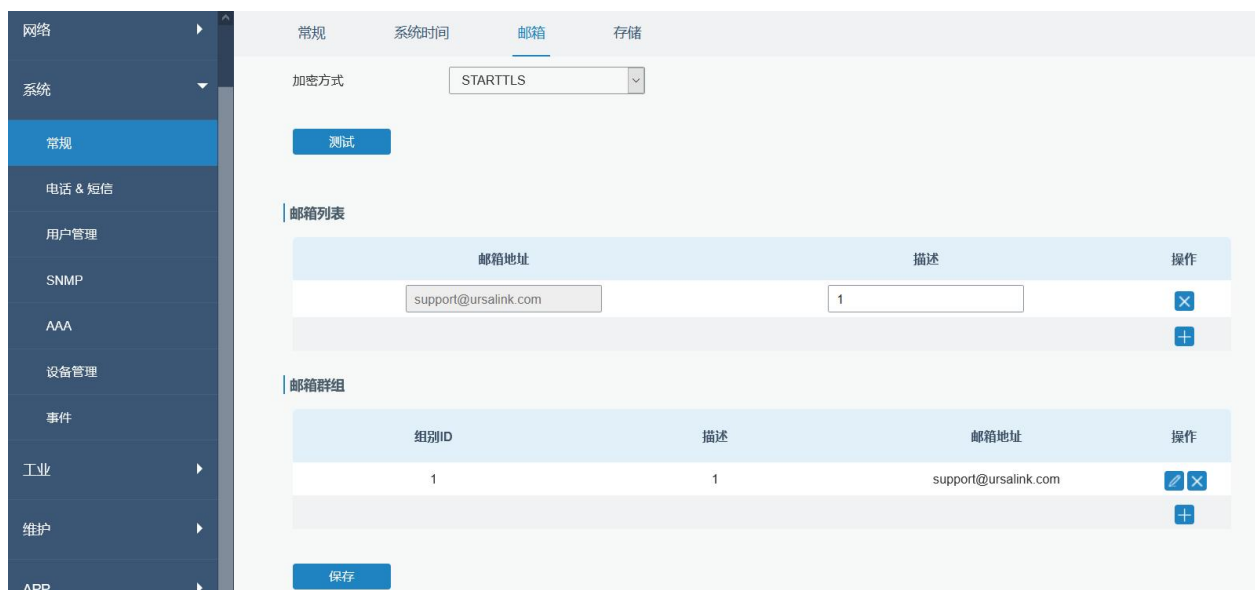 网络
系统
常规
电话 & 短信
用户管理
SNMP
AAA
设备管理
事件
工业
维护
APP
常规 系统时间 邮箱 存储
加密方式 STARTTLS
测试
邮箱列表
邮箱地址 描述 操作
support@ursalink.com 1
邮箱群组
组别ID 描述 邮箱地址 操作
1 1 support@ursalink.com
保存